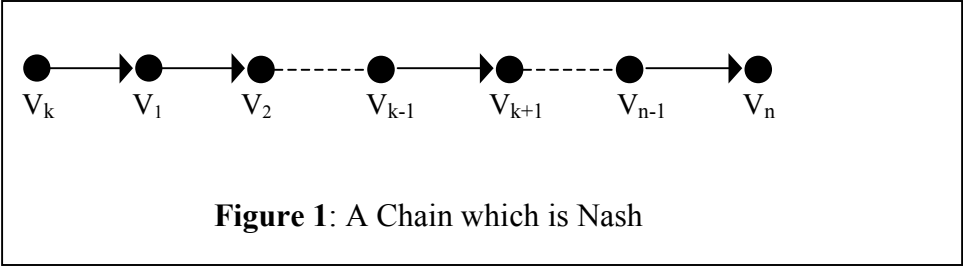 V_k V_1 V_2 V_{k-1} V_{k+1} V_{n-1} V_n
Figure 1: A Chain which is Nash